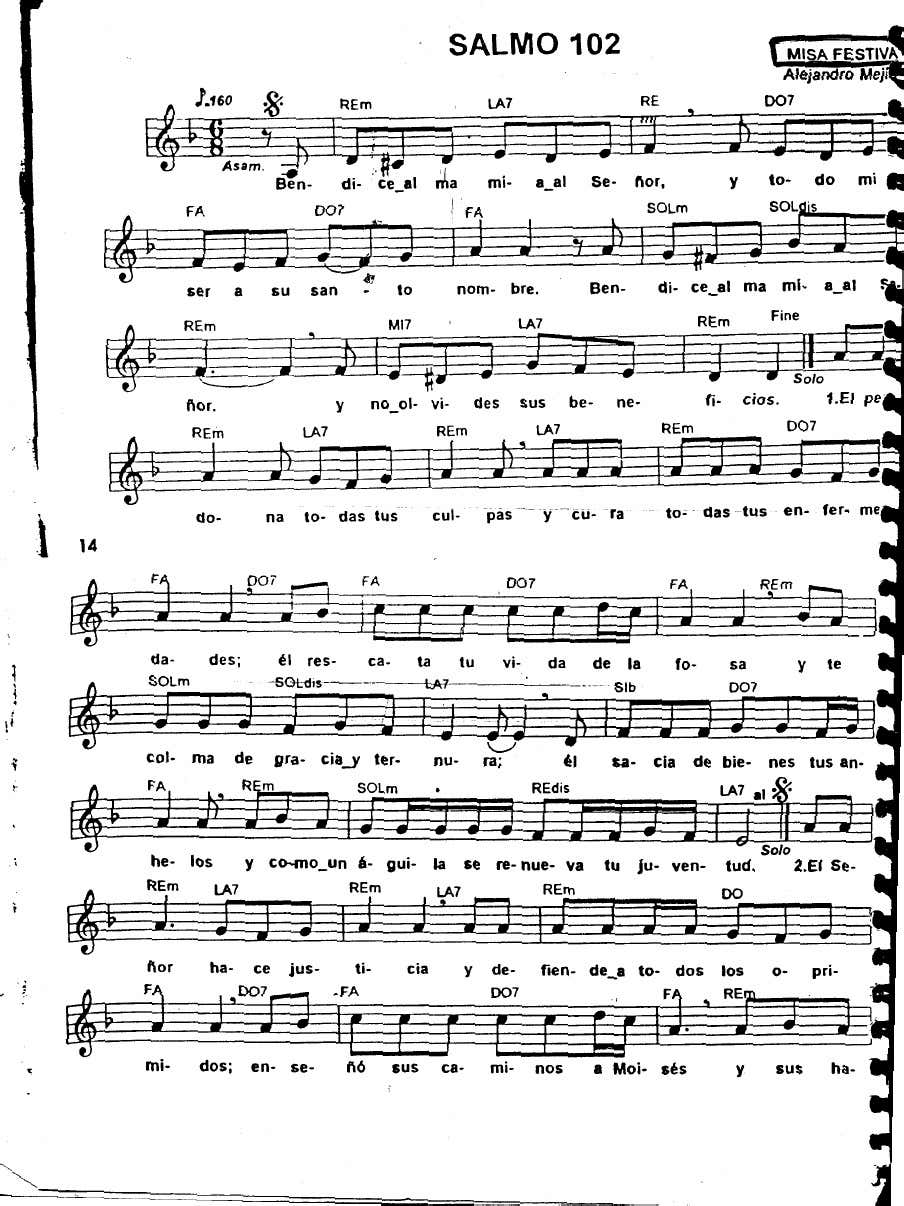 SALMO 102
MISA FESTIVA
Alejandro
♪=160
REm LA7 RE DO7
6
8
m
Asam.
Ben- di- ce_al ma mi- a_al Se- ñor, y to- do mi
FA DO7 FA SOLm SOLdis
ser a su san - to nom- bre. Ben- di- ce_al ma mi- a_al Se-
REm MI7 LA7 REm Fine
Solo
ñor. y no_ol- vi- des sus be- ne- fi- cios. 1.El pe
REm LA7 REm LA7 REm DO7
do- na to- das tus cul- pas y cu- ra to- das tus en- fer- me
14
FA DO7 FA DO7 FA REm
da- des; él res- ca- ta tu vi- da de la fo- sa y te
SOLm SOLdis LA7 SIb DO7
col- ma de gra- cia_y ter- nu- ra; él sa- cia de bie- nes tus an-
FA REm SOLm REdis LA7 al
Solo
he- los y co-mo_un á- gui- la se re-nue- va tu ju- ven- tud. 2.El Se-
REm LA7 REm LA7 REm DO
ñor ha- ce jus- ti- cia y de- fien- de_a to- dos los o- pri-
FA DO7 FA DO7 FA REm
mi- dos; en- se- ñó sus ca- mi- nos a Moi- sés y sus ha-